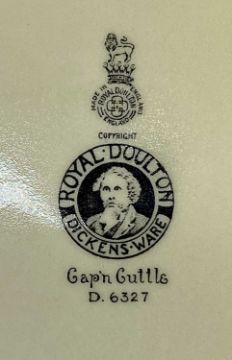 MADE IN ENGLAND
ROYAL DOULTON
ENGLAND
COPYRIGHT
ROYAL · DOULTON
DICKENS · WARE
Cap'n Cuttle
D. 6327